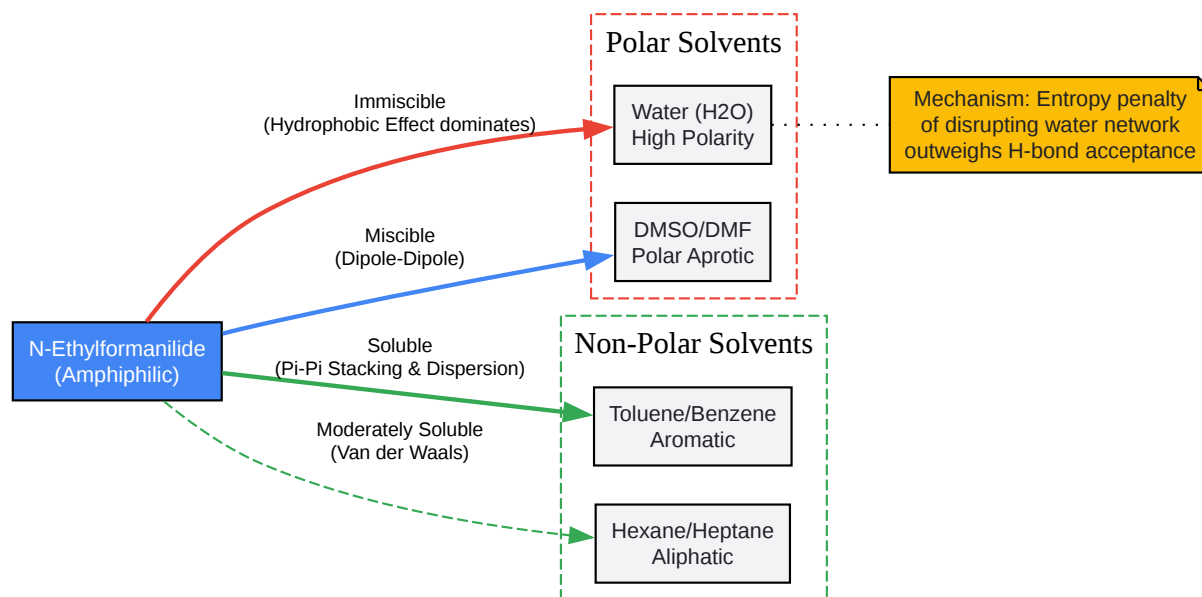 Polar Solvents
Immiscible
(Hydrophobic Effect dominates)
Water (H2O)
High Polarity
Mechanism: Entropy penalty
of disrupting water network
outweighs H-bond acceptance
Miscible
(Dipole-Dipole)
DMSO/DMF
Polar Aprotic
N-Ethylformanilide
(Amphiphilic)
Non-Polar Solvents
Soluble
(Pi-Pi Stacking & Dispersion)
Toluene/Benzene
Aromatic
Moderately Soluble
(Van der Waals)
Hexane/Heptane
Aliphatic